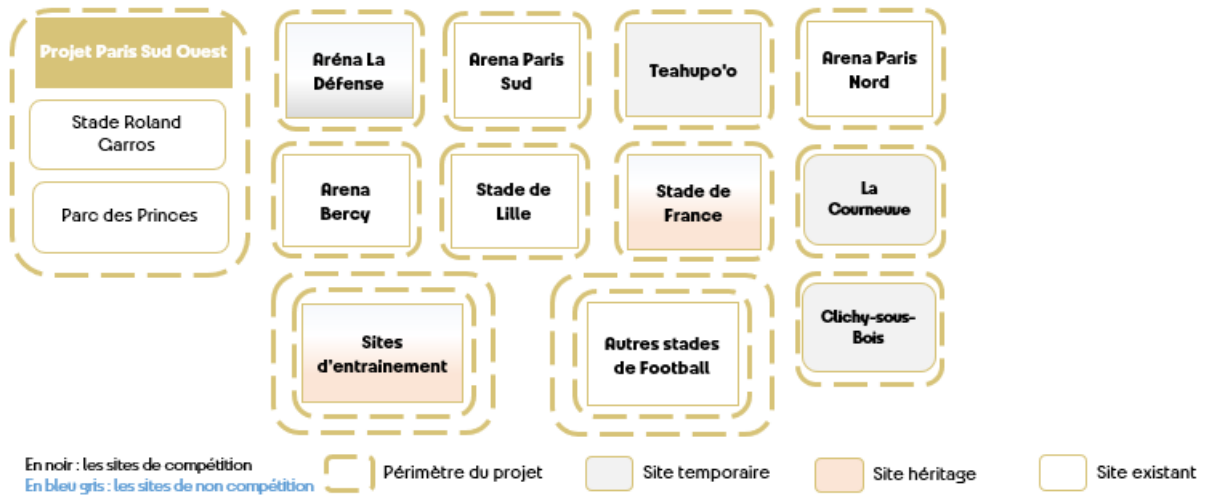 Projet Paris Sud Ouest
Stade Roland
Garros
Parc des Princes
Aréna La
Défense
Arena Paris
Sud
Teahupo'o
Arena Paris
Nord
Arena
Bercy
Stade de
Lille
Stade de
France
La
Courneuve
Sites
d'entrainement
Autres stades
de Football
Clichy-sous-
Bois
En noir : les sites de compétition
En bleu gris : les sites de non compétition
Périmètre du projet
Site temporaire
Site héritage
Site existant